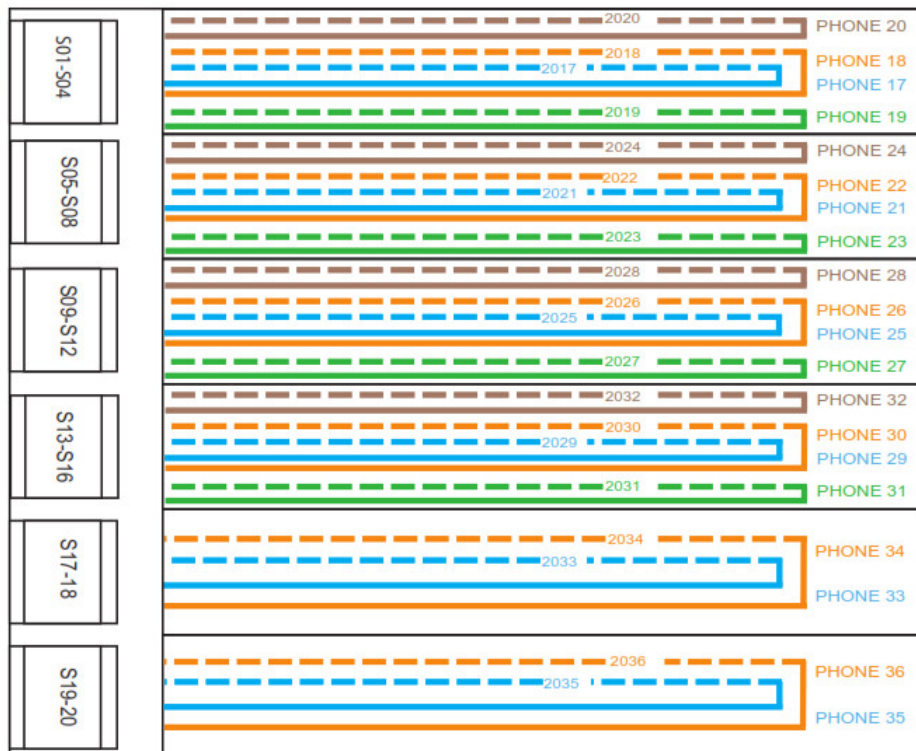 S01-S04
2020 PHONE 20
2018 PHONE 18
2017 PHONE 17
2019 PHONE 19
S05-S08
2024 PHONE 24
2022 PHONE 22
2021 PHONE 21
2023 PHONE 23
S09-S12
2028 PHONE 28
2026 PHONE 26
2025 PHONE 25
2027 PHONE 27
S13-S16
2032 PHONE 32
2030 PHONE 30
2029 PHONE 29
2031 PHONE 31
S17-18
2034 PHONE 34
2033 PHONE 33
S19-20
2036 PHONE 36
2035 PHONE 35